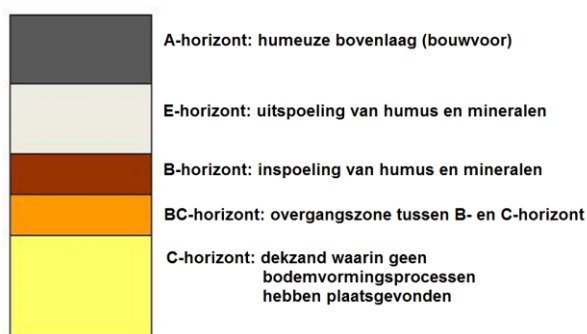 A-horizont: humeuze bovenlaag (bouwvoor)
E-horizont: uitspoeling van humus en mineralen
B-horizont: inspoeling van humus en mineralen
BC-horizont: overgangszone tussen B- en C-horizont
C-horizont: dekzand waarin geen
bodemvormingsprocessen
hebben plaatsgevonden